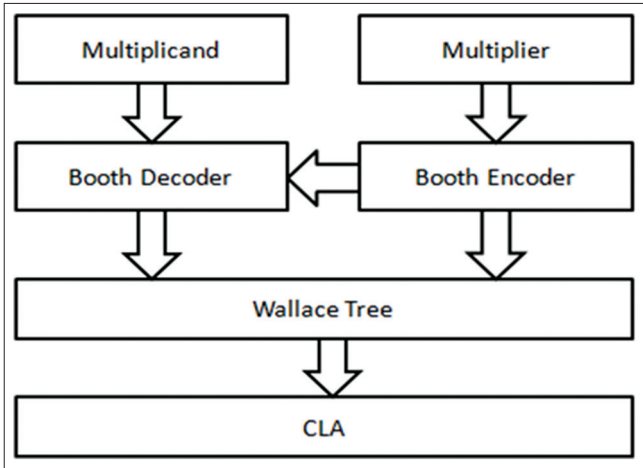 Multiplicand
Multiplier
Booth Decoder
Booth Encoder
Wallace Tree
CLA